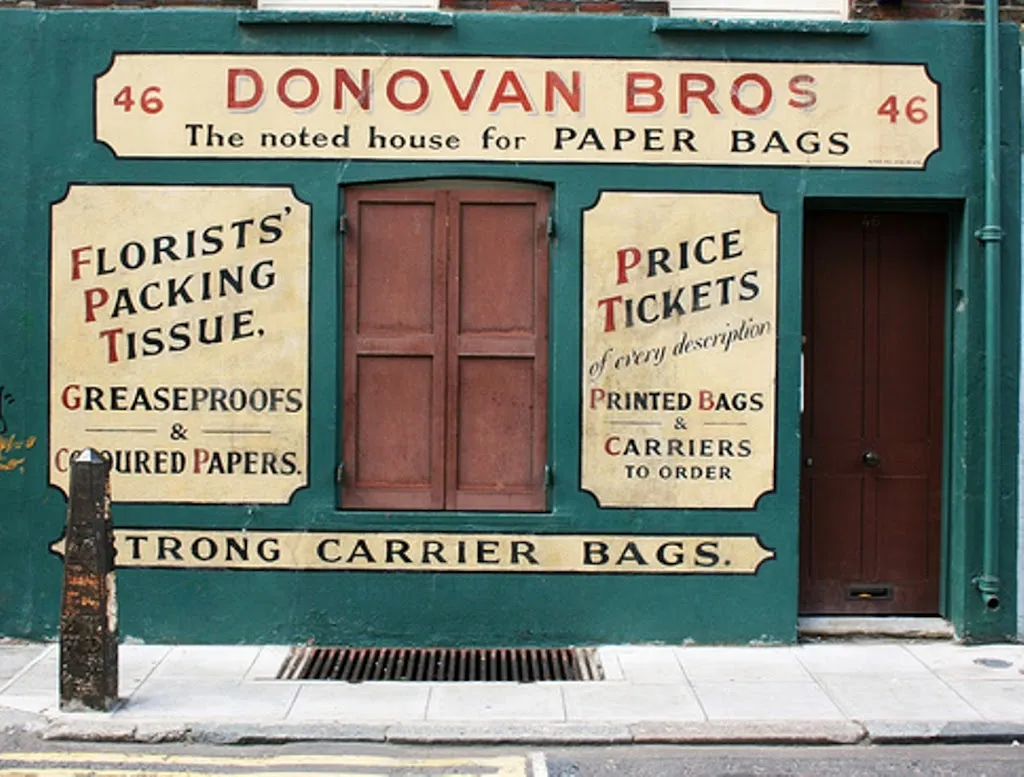 46 DONOVAN BROS 46
The noted house for PAPER BAGS
FLORISTS'
PACKING
TISSUE,
GREASEPROOFS
&
COLOURED PAPERS.
PRICE
TICKETS
of every description
PRINTED BAGS
&
CARRIERS
TO ORDER
46
STRONG CARRIER BAGS.